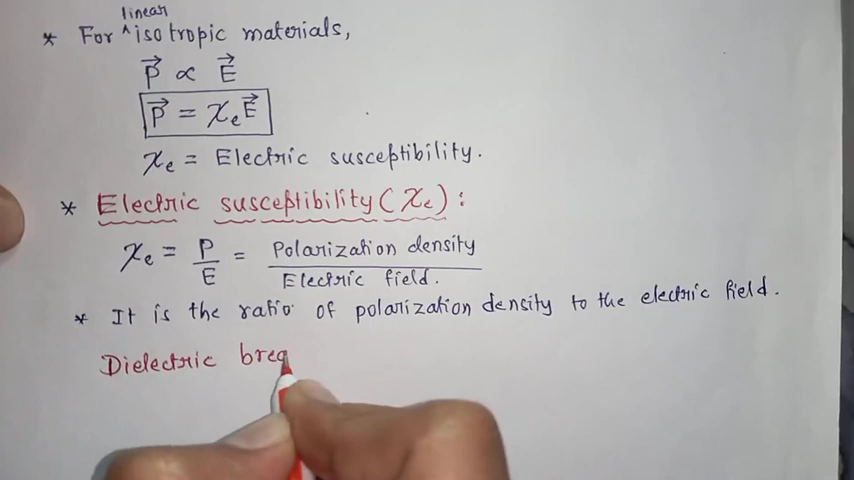 * For ^linear isotropic materials,
P⃗ ∝ E⃗
P⃗ = χₑE⃗
χₑ = Electric susceptibility.
* Electric susceptibility (χₑ) :
χₑ = P/E = Polarization density / Electric field.
* It is the ratio of polarization density to the electric field.
Dielectric brea